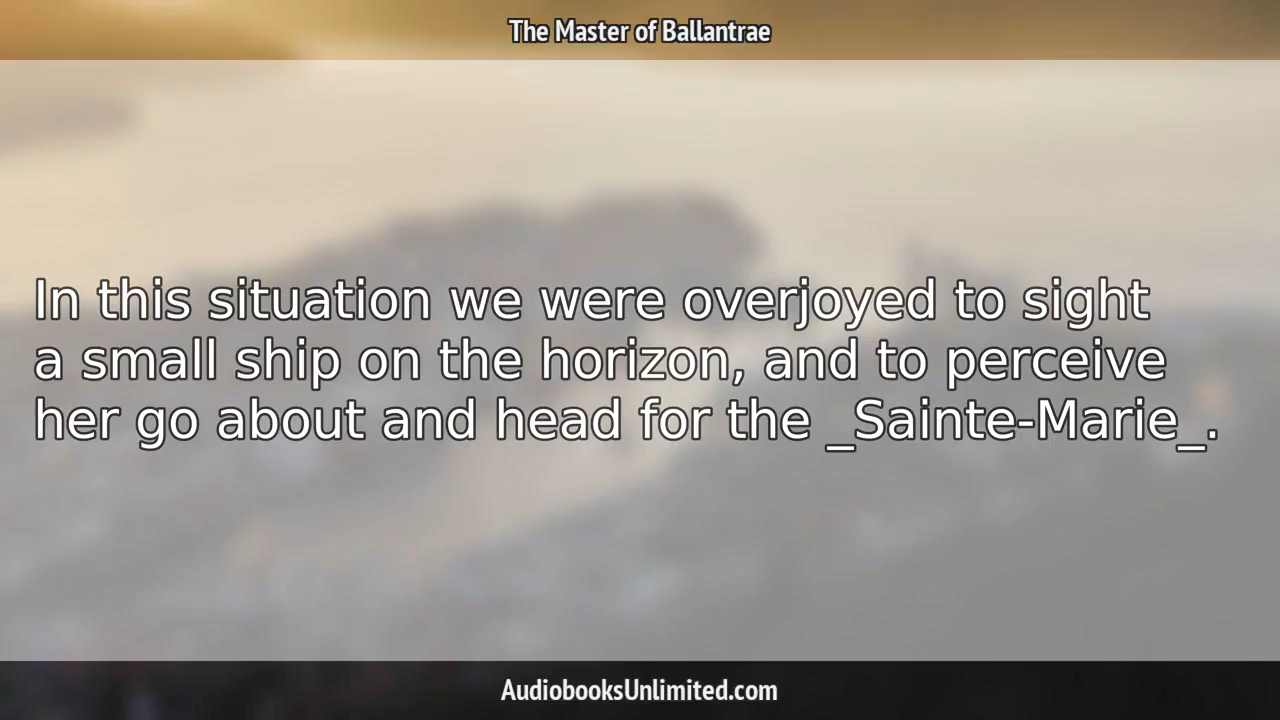 The Master of Ballantrae
In this situation we were overjoyed to sight
a small ship on the horizon, and to perceive
her go about and head for the _Sainte-Marie_.
AudiobooksUnlimited.com